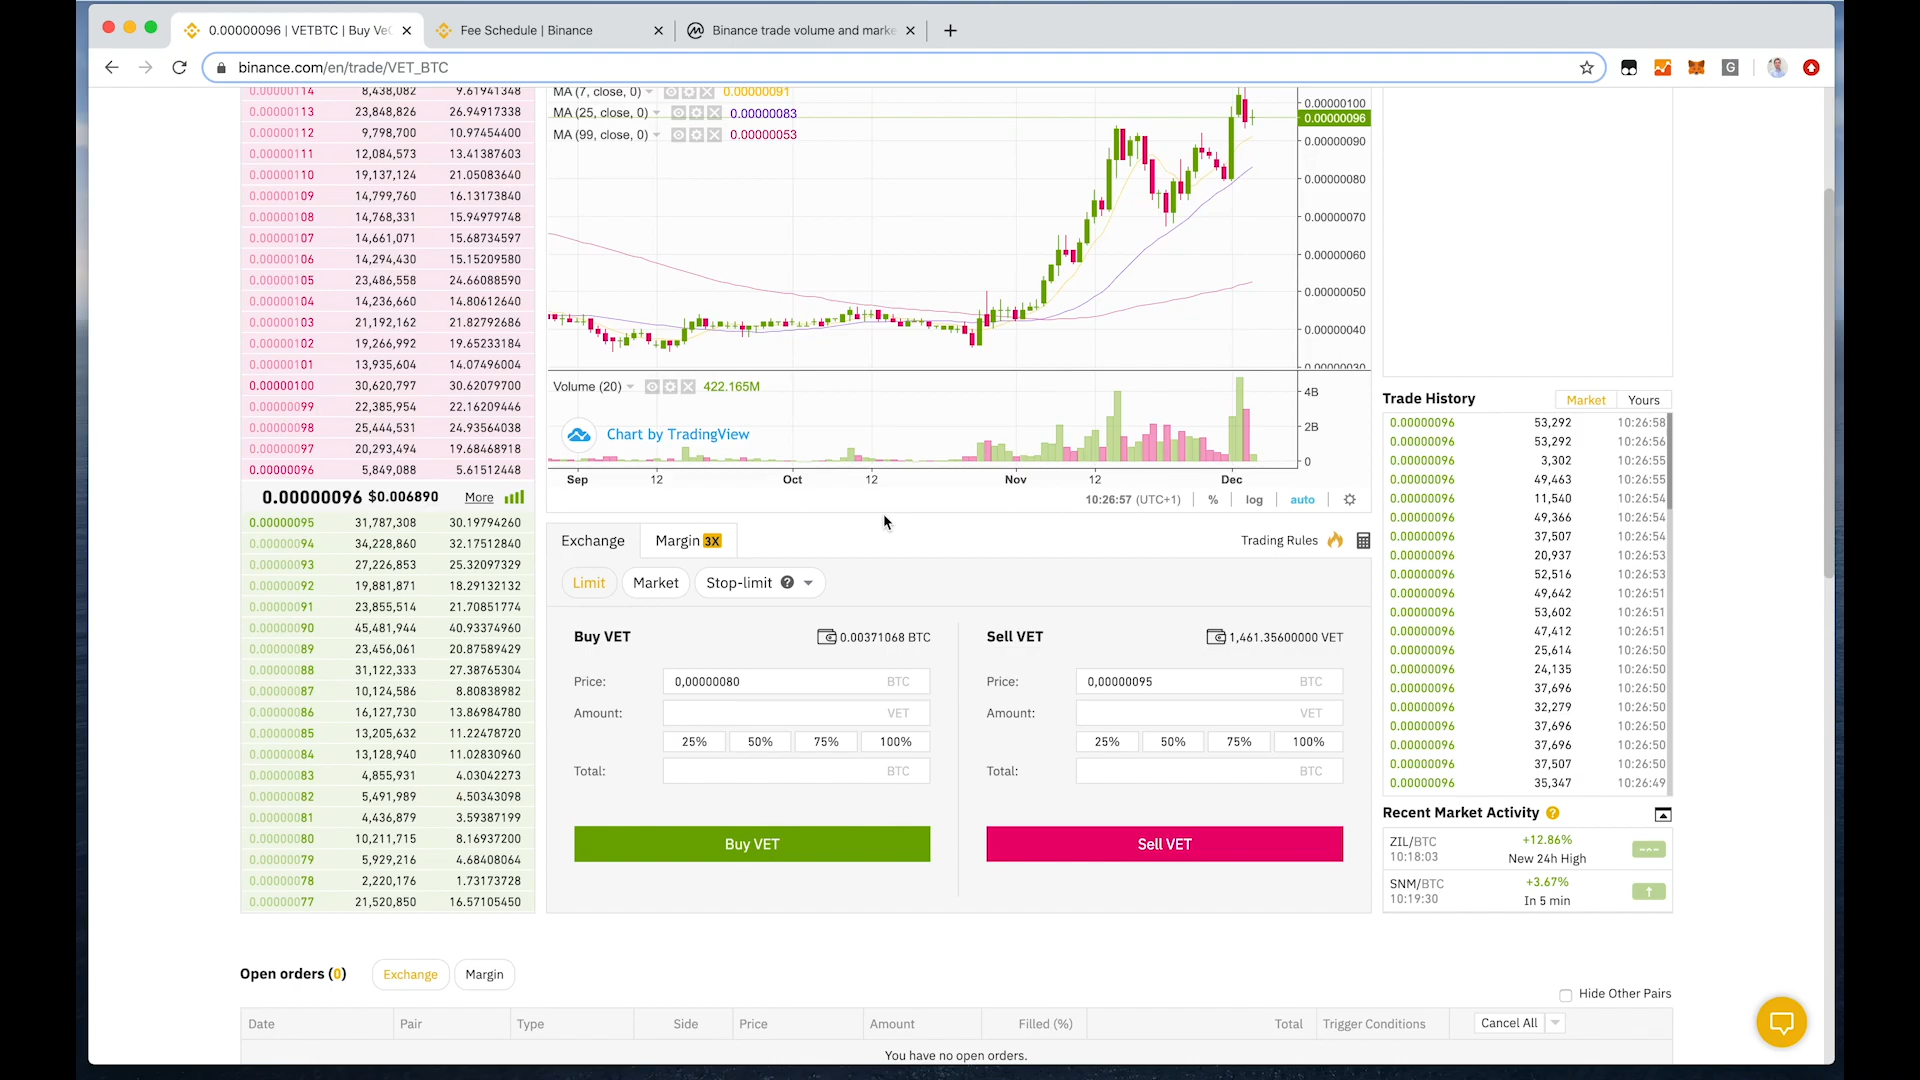 0.00000096 | VETBTC | Buy VeC
Fee Schedule | Binance
Binance trade volume and marke
binance.com/en/trade/VET_BTC
G
0.00000114 8,438,082 9.61941348
0.00000113 23,848,826 26.94917338
0.00000112 9,798,700 10.97454400
0.00000111 12,084,573 13.41387603
0.00000110 19,137,124 21.05083640
0.00000109 14,799,760 16.13173840
0.00000108 14,768,331 15.94979748
0.00000107 14,661,071 15.68734597
0.00000106 14,294,430 15.15209580
0.00000105 23,486,558 24.66088590
0.00000104 14,236,660 14.80612640
0.00000103 21,192,162 21.82792686
0.00000102 19,266,992 19.65233184
0.00000101 13,935,604 14.07496004
0.00000100 30,620,797 30.62079700
0.00000099 22,385,954 22.16209446
0.00000098 25,444,531 24.93564038
0.00000097 20,293,494 19.68468918
0.00000096 5,849,088 5.61512448
0.00000096 $0.006890 More
0.00000095 31,787,308 30.19794260
0.00000094 34,228,860 32.17512840
0.00000093 27,226,853 25.32097329
0.00000092 19,881,871 18.29132132
0.00000091 23,855,514 21.70851774
0.00000090 45,481,944 40.93374960
0.00000089 23,456,061 20.87589429
0.00000088 31,122,333 27.38765304
0.00000087 10,124,586 8.80838982
0.00000086 16,127,730 13.86984780
0.00000085 13,205,632 11.22478720
0.00000084 13,128,940 11.02830960
0.00000083 4,855,931 4.03042273
0.00000082 5,491,989 4.50343098
0.00000081 4,436,879 3.59387199
0.00000080 10,211,715 8.16937200
0.00000079 5,929,216 4.68408064
0.00000078 2,220,176 1.73173728
0.00000077 21,520,850 16.57105450
MA (7, close, 0) 0.00000091
MA (25, close, 0) 0.00000083
MA (99, close, 0) 0.00000053
0.00000100
0.00000096
0.00000090
0.00000080
0.00000070
0.00000060
0.00000050
0.00000040
0.00000030
Volume (20) 422.165M
4B
2B
0
Chart by TradingView
Sep 12 Oct 12 Nov 12 Dec
10:26:57 (UTC+1) % log auto
Exchange Margin 3X Trading Rules
Limit Market Stop-limit ?
Buy VET 0.00371068 BTC
Price: 0,00000080 BTC
Amount: VET
25% 50% 75% 100%
Total: BTC
Buy VET
Sell VET 1,461.35600000 VET
Price: 0,00000095 BTC
Amount: VET
25% 50% 75% 100%
Total: BTC
Sell VET
Trade History Market Yours
0.00000096 53,292 10:26:58
0.00000096 53,292 10:26:56
0.00000096 3,302 10:26:55
0.00000096 49,463 10:26:55
0.00000096 11,540 10:26:54
0.00000096 49,366 10:26:54
0.00000096 37,507 10:26:54
0.00000096 20,937 10:26:53
0.00000096 52,516 10:26:53
0.00000096 49,642 10:26:51
0.00000096 53,602 10:26:51
0.00000096 47,412 10:26:51
0.00000096 25,614 10:26:50
0.00000096 24,135 10:26:50
0.00000096 37,696 10:26:50
0.00000096 32,279 10:26:50
0.00000096 37,696 10:26:50
0.00000096 37,696 10:26:50
0.00000096 37,507 10:26:50
0.00000096 35,347 10:26:49
Recent Market Activity ?
ZIL/BTC +12.86%
10:18:03 New 24h High
SNM/BTC +3.67%
10:19:30 In 5 min
Open orders (0) Exchange Margin
Hide Other Pairs
Date Pair Type Side Price Amount Filled (%) Total Trigger Conditions Cancel All
You have no open orders.